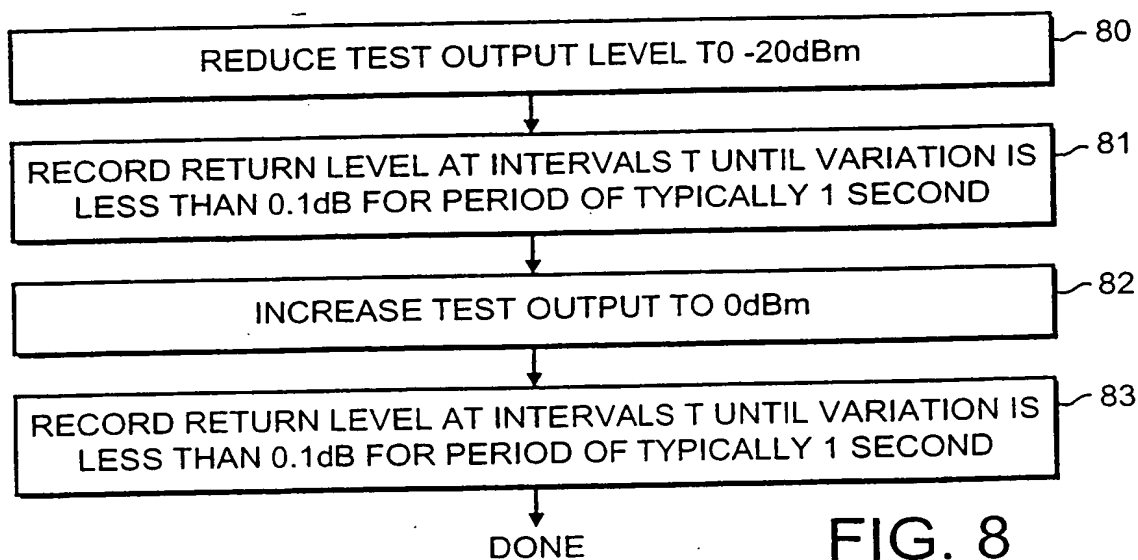 REDUCE TEST OUTPUT LEVEL T0 -20dBm
80
RECORD RETURN LEVEL AT INTERVALS T UNTIL VARIATION IS
LESS THAN 0.1dB FOR PERIOD OF TYPICALLY 1 SECOND
81
INCREASE TEST OUTPUT TO 0dBm
82
RECORD RETURN LEVEL AT INTERVALS T UNTIL VARIATION IS
LESS THAN 0.1dB FOR PERIOD OF TYPICALLY 1 SECOND
83
DONE
FIG. 8